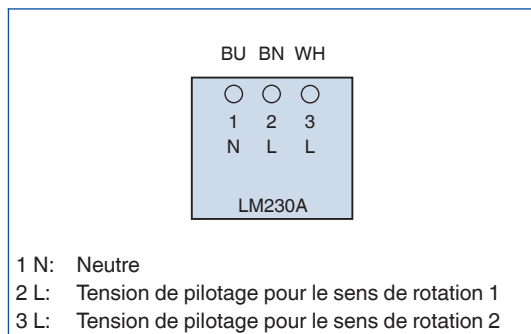 BU BN WH
1 2 3
N L L
LM230A
1 N: Neutre
2 L: Tension de pilotage pour le sens de rotation 1
3 L: Tension de pilotage pour le sens de rotation 2